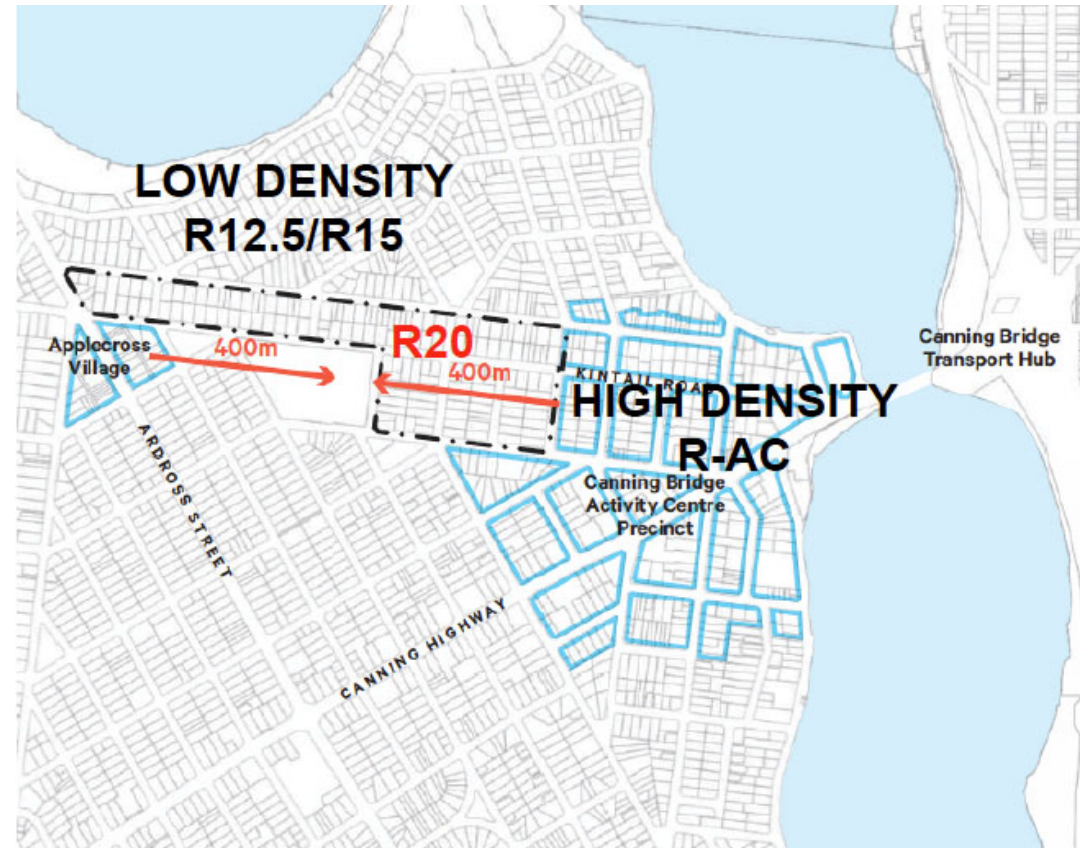 LOW DENSITY
R12.5/R15
Applecross
Village
400m
R20
400m
KINTAIL ROAD
HIGH DENSITY
R-AC
Canning Bridge
Transport Hub
Canning Bridge
Activity Centre
Precinct
ARDROSS STREET
CANNING HIGHWAY